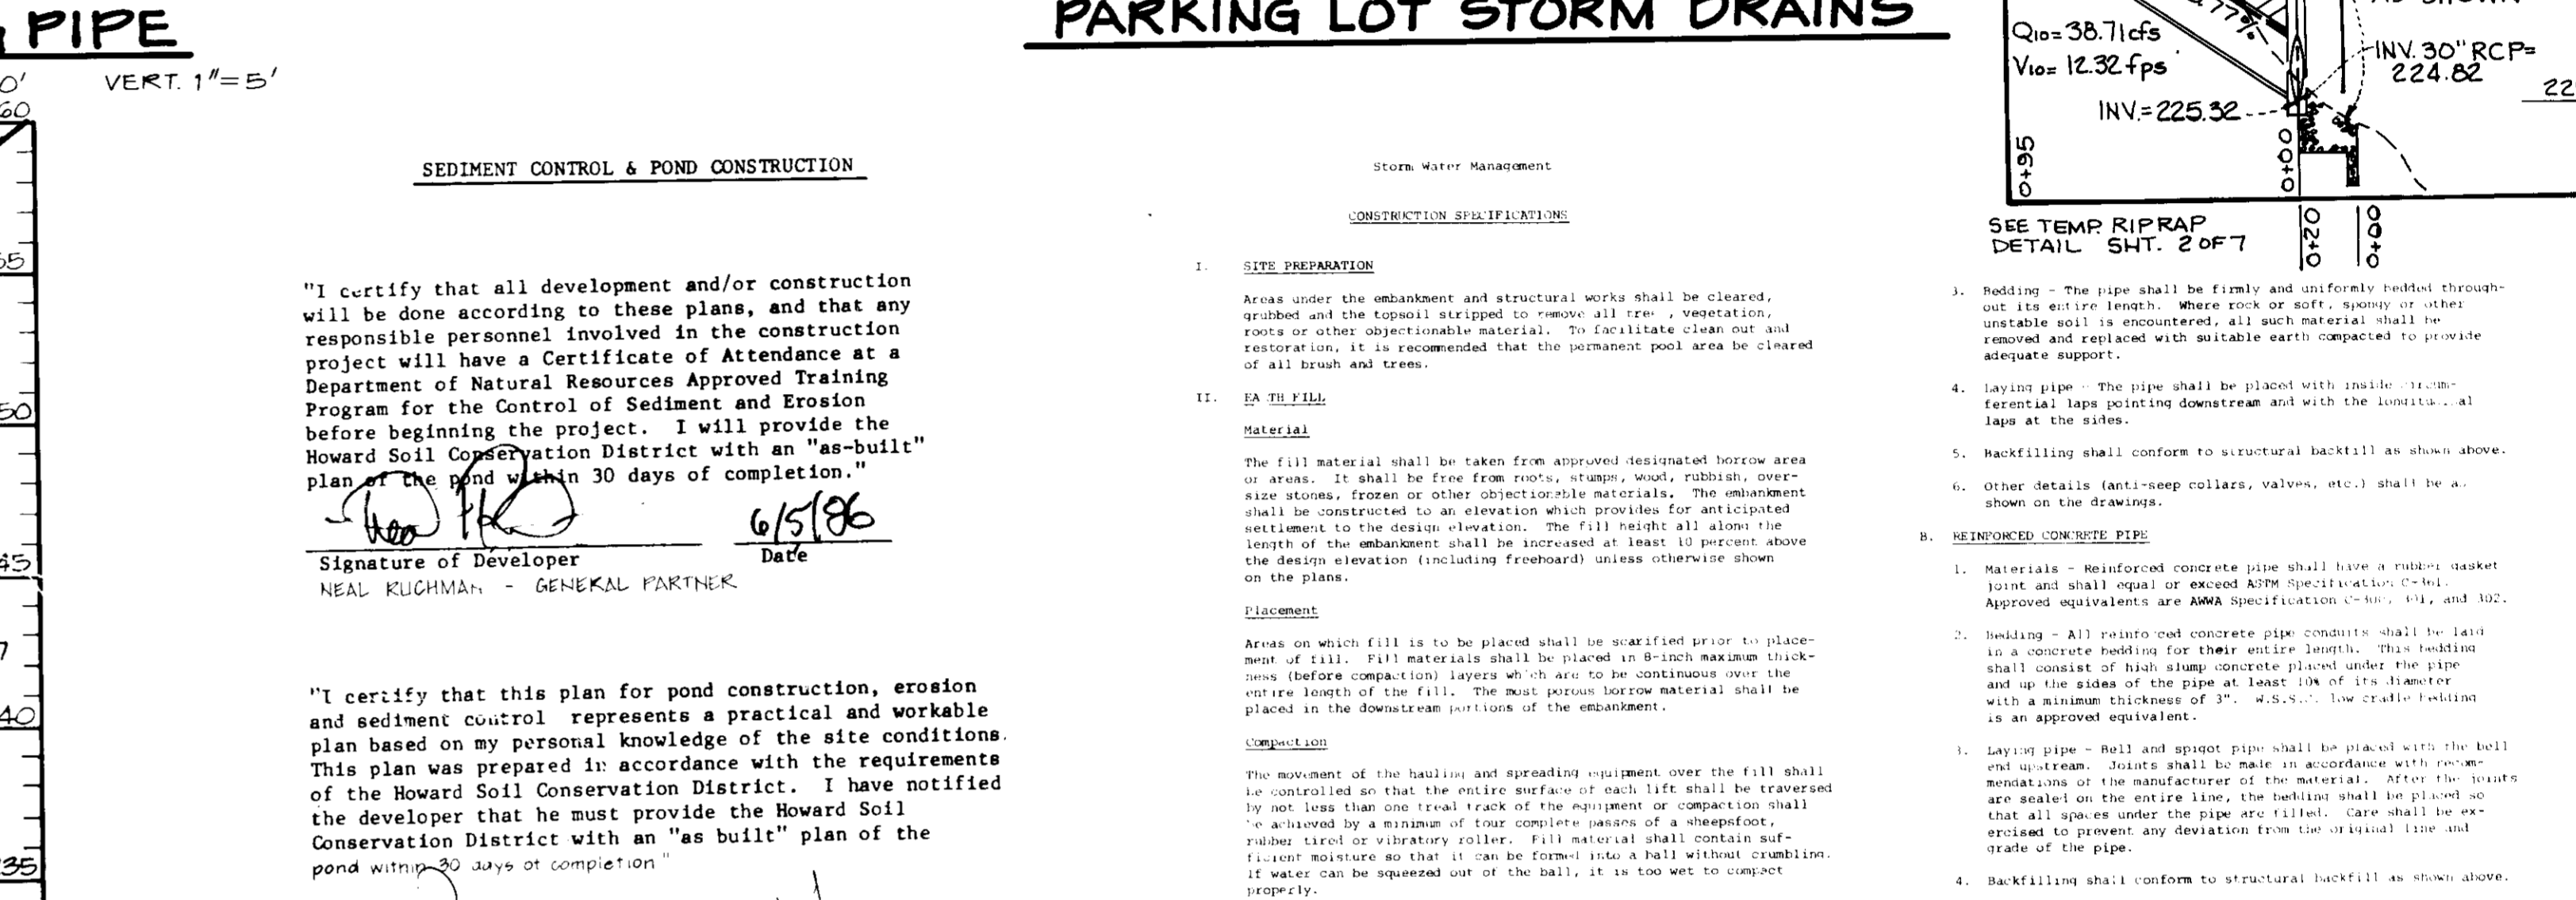 PIPE
PARKING LOT STORM DRAINS
0'
VERT. 1"=5'
60
55
50
45
7
40
35
SEDIMENT CONTROL & POND CONSTRUCTION
"I certify that all development and/or construction
will be done according to these plans, and that any
responsible personnel involved in the construction
project will have a Certificate of Attendance at a
Department of Natural Resources Approved Training
Program for the Control of Sediment and Erosion
before beginning the project. I will provide the
Howard Soil Conservation District with an "as-built"
plan of the pond within 30 days of completion."
6/5/86
Signature of Developer
Date
NEAL RUCHMAN - GENERAL PARTNER
"I certify that this plan for pond construction, erosion
and sediment control represents a practical and workable
plan based on my personal knowledge of the site conditions.
This plan was prepared in accordance with the requirements
of the Howard Soil Conservation District. I have notified
the developer that he must provide the Howard Soil
Conservation District with an "as built" plan of the
pond within 30 days of completion"
Storm Water Management
CONSTRUCTION SPECIFICATIONS
I. SITE PREPARATION
Areas under the embankment and structural works shall be cleared,
grubbed and the topsoil stripped to remove all , vegetation,
roots or other objectionable material. To facilitate clean out and
restoration, it is recommended that the permanent pool area be cleared
of all brush and trees.
II. EA TH FILL
Material
The fill material shall be taken from approved designated borrow area
or areas. It shall be free from roots, stumps, wood, rubbish, over-
size stones, frozen or other objectionable materials. The embankment
shall be constructed to an elevation which provides for anticipated
settlement to the design elevation. The fill height all along the
length of the embankment shall be increased at least 10 percent above
the design elevation (including freeboard) unless otherwise shown
on the plans.
Placement
Areas on which fill is to be placed shall be scarified prior to place-
ment of fill. Fill materials shall be placed in 8-inch maximum thick-
ness (before compaction) layers which are to be continuous over the
entire length of the fill. The most porous borrow material shall be
placed in the downstream portions of the embankment.
Compaction
The movement of the hauling and spreading equipment over the fill shall
be controlled so that the entire surface of each lift shall be traversed
by not less than one tread track of the equipment or compaction shall
be achieved by a minimum of four complete passes of a sheepsfoot,
rubber tired or vibratory roller. Fill material shall contain suf-
ficient moisture so that it can be formed into a ball without crumbling.
If water can be squeezed out of the ball, it is too wet to compact
properly.
Q10= 38.71cfs
V10= 12.32 fps
INV.=225.32
INV. 30" RCP=
224.82
22
0+95
0+00
0+20
0+00
SEE TEMP. RIPRAP
DETAIL SHT. 2 OF 7
3. Bedding - The pipe shall be firmly and uniformly bedded through-
out its entire length. Where rock or soft, spongy or other
unstable soil is encountered, all such material shall be
removed and replaced with suitable earth compacted to provide
adequate support.
4. Laying pipe - The pipe shall be placed with inside circum-
ferential laps pointing downstream and with the
laps at the sides.
5. Backfilling shall conform to structural backfill as shown above.
6. Other details (anti-seep collars, valves, etc.) shall be as
shown on the drawings.
B. REINFORCED CONCRETE PIPE
1. Materials - Reinforced concrete pipe shall have a rubber gasket
joint and shall equal or exceed ASTM Specification C-361.
Approved equivalents are AWWA Specification 301, and 302.
2. Bedding - All reinforced concrete pipe conduits shall be laid
in a concrete bedding for their entire length. This bedding
shall consist of high slump concrete placed under the pipe
and up the sides of the pipe at least 10% of its diameter
with a minimum thickness of 3". low cradle bedding
is an approved equivalent.
3. Laying pipe - Bell and spigot pipe shall be placed with the bell
end upstream. Joints shall be made in accordance with recom-
mendations of the manufacturer of the material. After the joints
are sealed on the entire line, the bedding shall be placed so
that all spaces under the pipe are filled. Care shall be ex-
ercised to prevent any deviation from the original line and
grade of the pipe.
4. Backfilling shall conform to structural backfill as shown above.